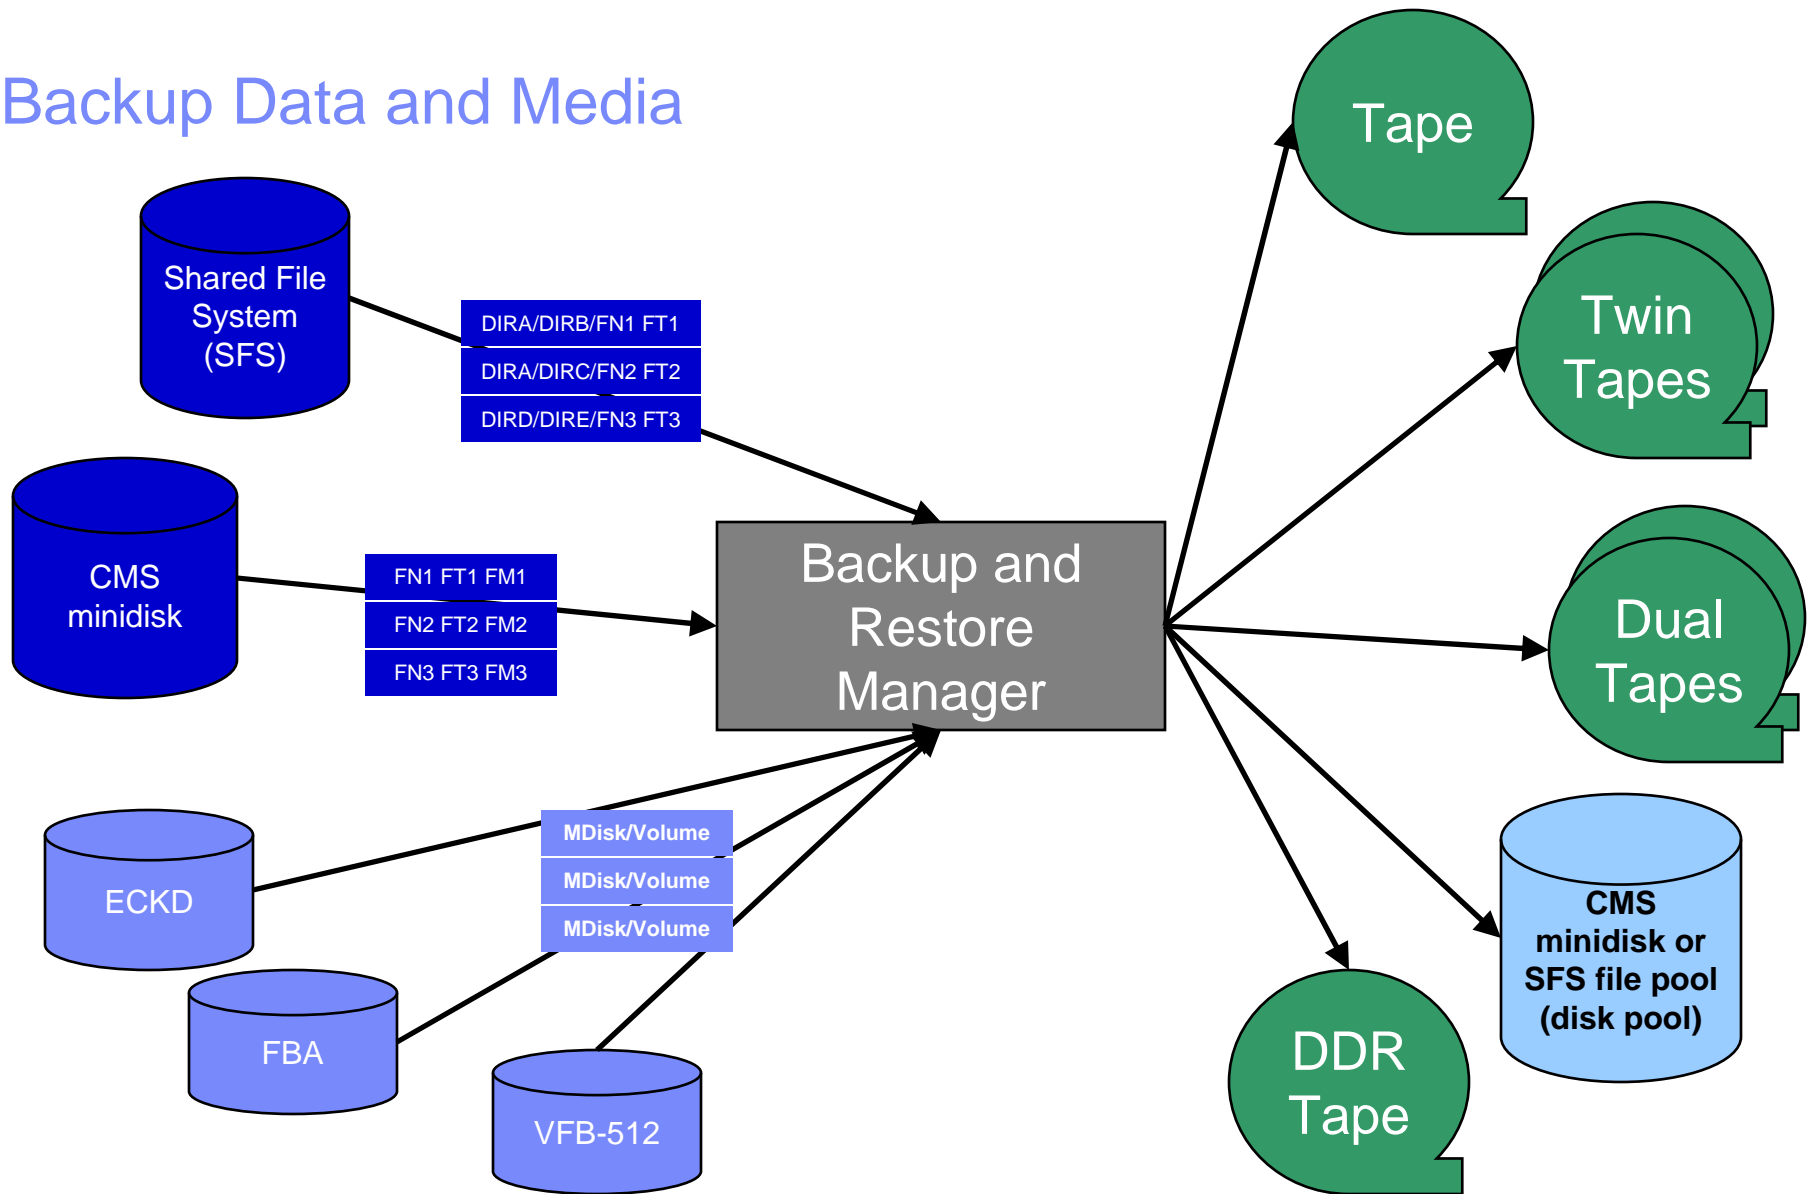 Backup Data and Media
Shared File
System
(SFS)
DIRA/DIRB/FN1 FT1
DIRA/DIRC/FN2 FT2
DIRD/DIRE/FN3 FT3
CMS
minidisk
FN1 FT1 FM1
FN2 FT2 FM2
FN3 FT3 FM3
ECKD
FBA
VFB-512
MDisk/Volume
MDisk/Volume
MDisk/Volume
Backup and
Restore
Manager
Tape
Twin
Tapes
Dual
Tapes
CMS
minidisk or
SFS file pool
(disk pool)
DDR
Tape